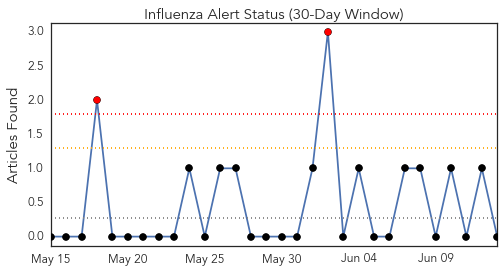 Influenza Alert Status (30-Day Window)
Articles Found
3.0
2.5
2.0
1.5
1.0
0.5
0.0
May 15 May 20 May 25 May 30 Jun 04 Jun 09